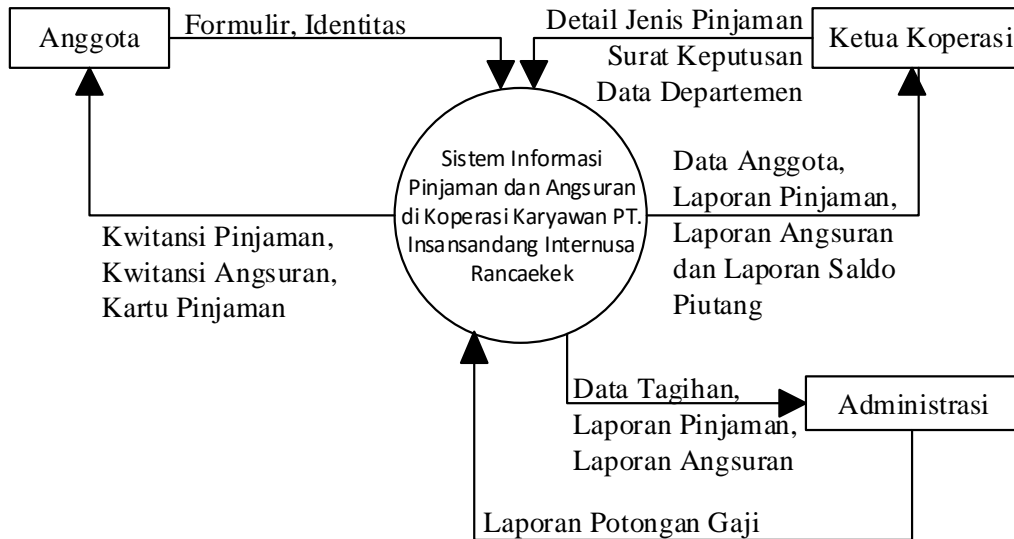 Anggota
Formulir, Identitas
Detail Jenis Pinjaman
Surat Keputusan
Data Departemen
Ketua Koperasi
Sistem Informasi
Pinjaman dan Angsuran
di Koperasi Karyawan PT.
Insansandang Internusa
Rancaekek
Kwitansi Pinjaman,
Kwitansi Angsuran,
Kartu Pinjaman
Data Anggota,
Laporan Pinjaman,
Laporan Angsuran
dan Laporan Saldo
Piutang
Data Tagihan,
Laporan Pinjaman,
Laporan Angsuran
Administrasi
Laporan Potongan Gaji